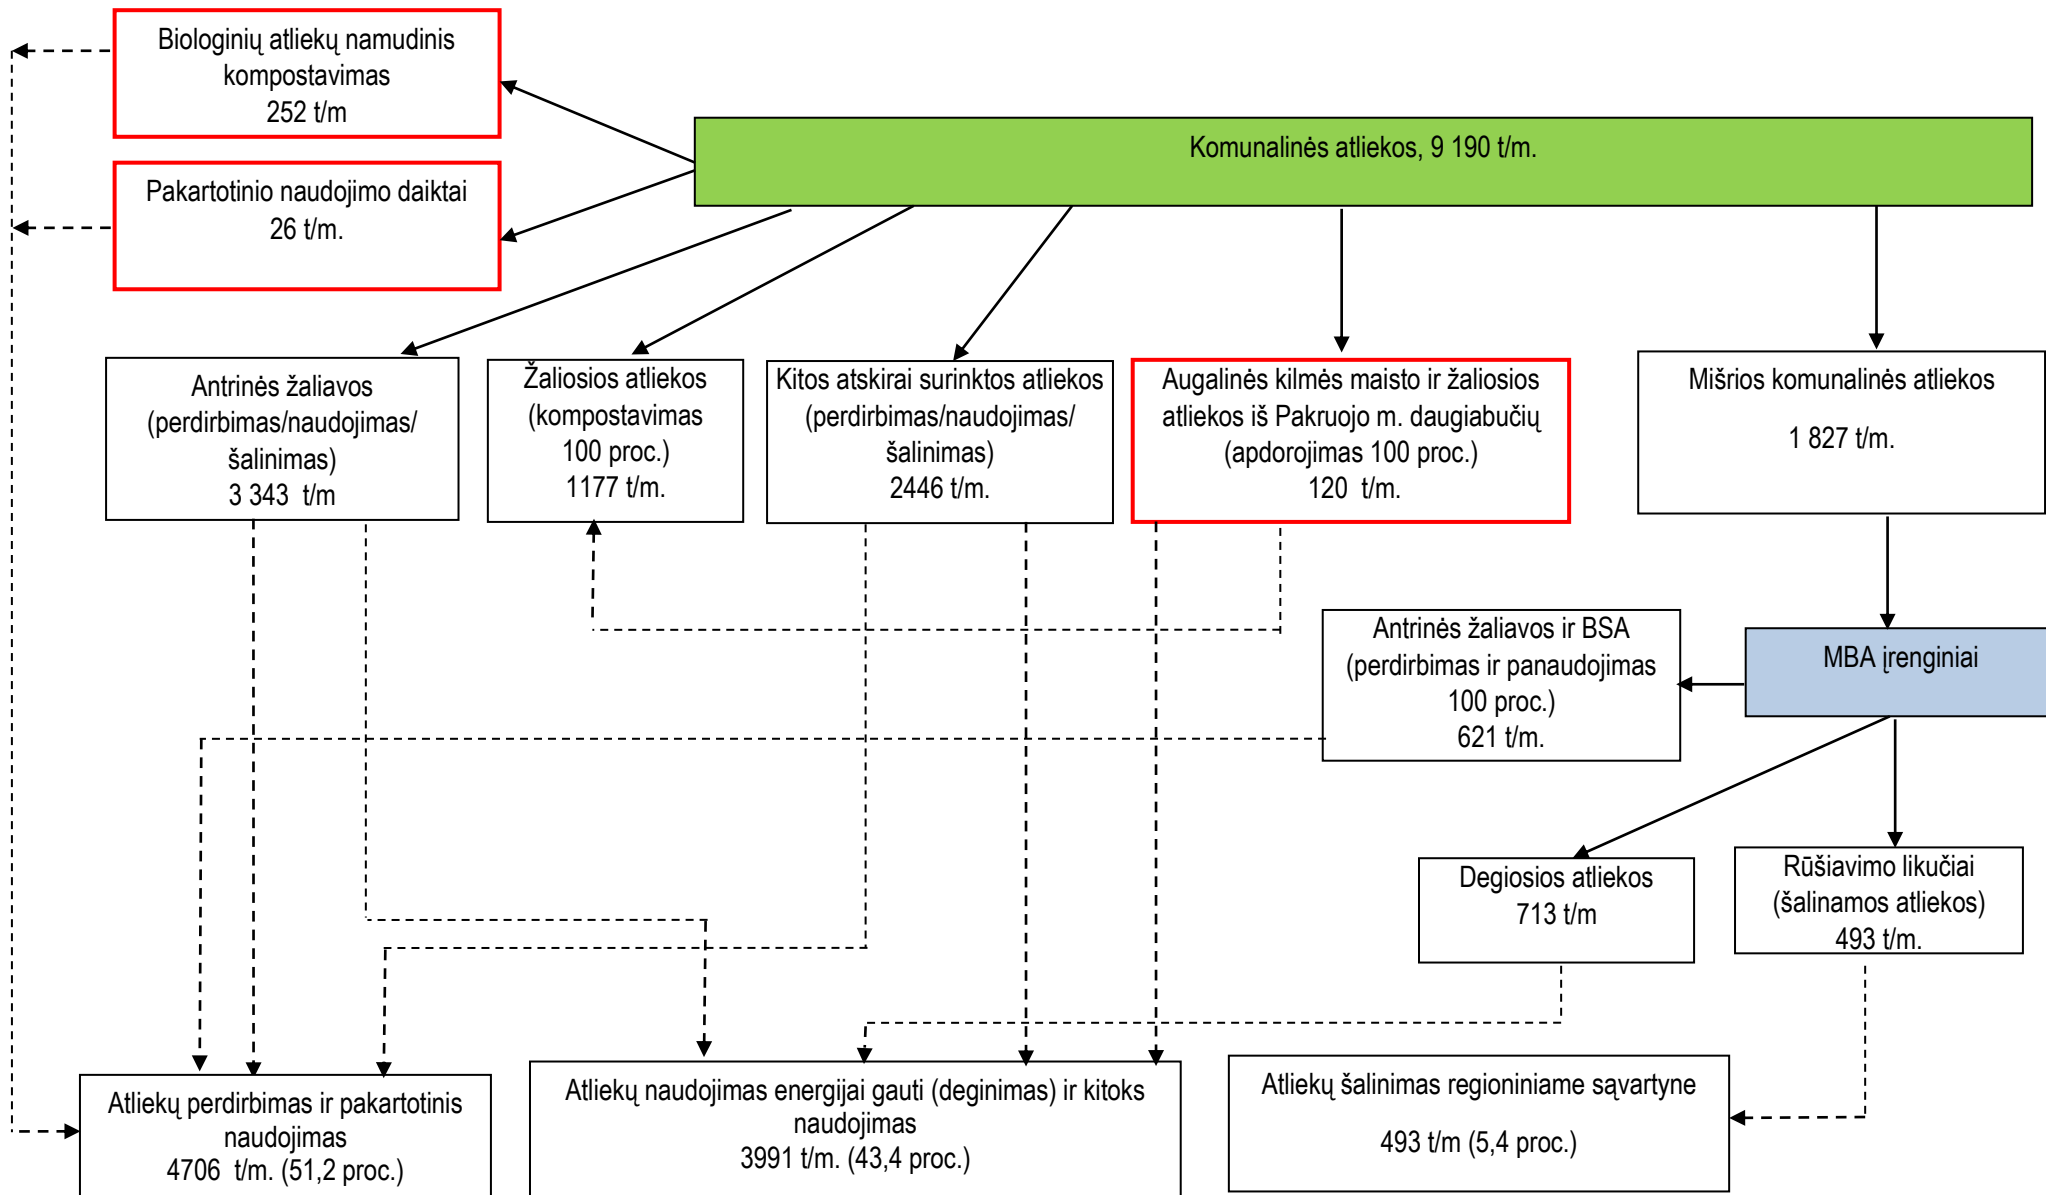 Biologinių atliekų namudinis
kompostavimas
252 t/m
Komunalinės atliekos, 9 190 t/m.
Pakartotinio naudojimo daiktai
26 t/m.
Antrinės žaliavos
(perdirbimas/naudojimas/
šalinimas)
3 343 t/m
Žaliosios atliekos
(kompostavimas
100 proc.)
1177 t/m.
Kitos atskirai surinktos atliekos
(perdirbimas/naudojimas/
šalinimas)
2446 t/m.
Augalinės kilmės maisto ir žaliosios
atliekos iš Pakruojo m. daugiabučių
(apdorojimas 100 proc.)
120 t/m.
Mišrios komunalinės atliekos
1 827 t/m.
Antrinės žaliavos ir BSA
(perdirbimas ir panaudojimas
100 proc.)
621 t/m.
MBA įrenginiai
Degiosios atliekos
713 t/m
Rūšiavimo likučiai
(šalinamos atliekos)
493 t/m.
Atliekų perdirbimas ir pakartotinis
naudojimas
4706 t/m. (51,2 proc.)
Atliekų naudojimas energijai gauti (deginimas) ir kitoks
naudojimas
3991 t/m. (43,4 proc.)
Atliekų šalinimas regioniniame sąvartyne
493 t/m (5,4 proc.)